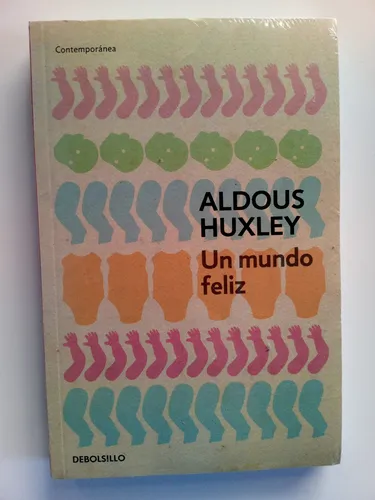 Contemporánea
ALDOUS
HUXLEY
Un mundo
feliz
DEBOLSILLO